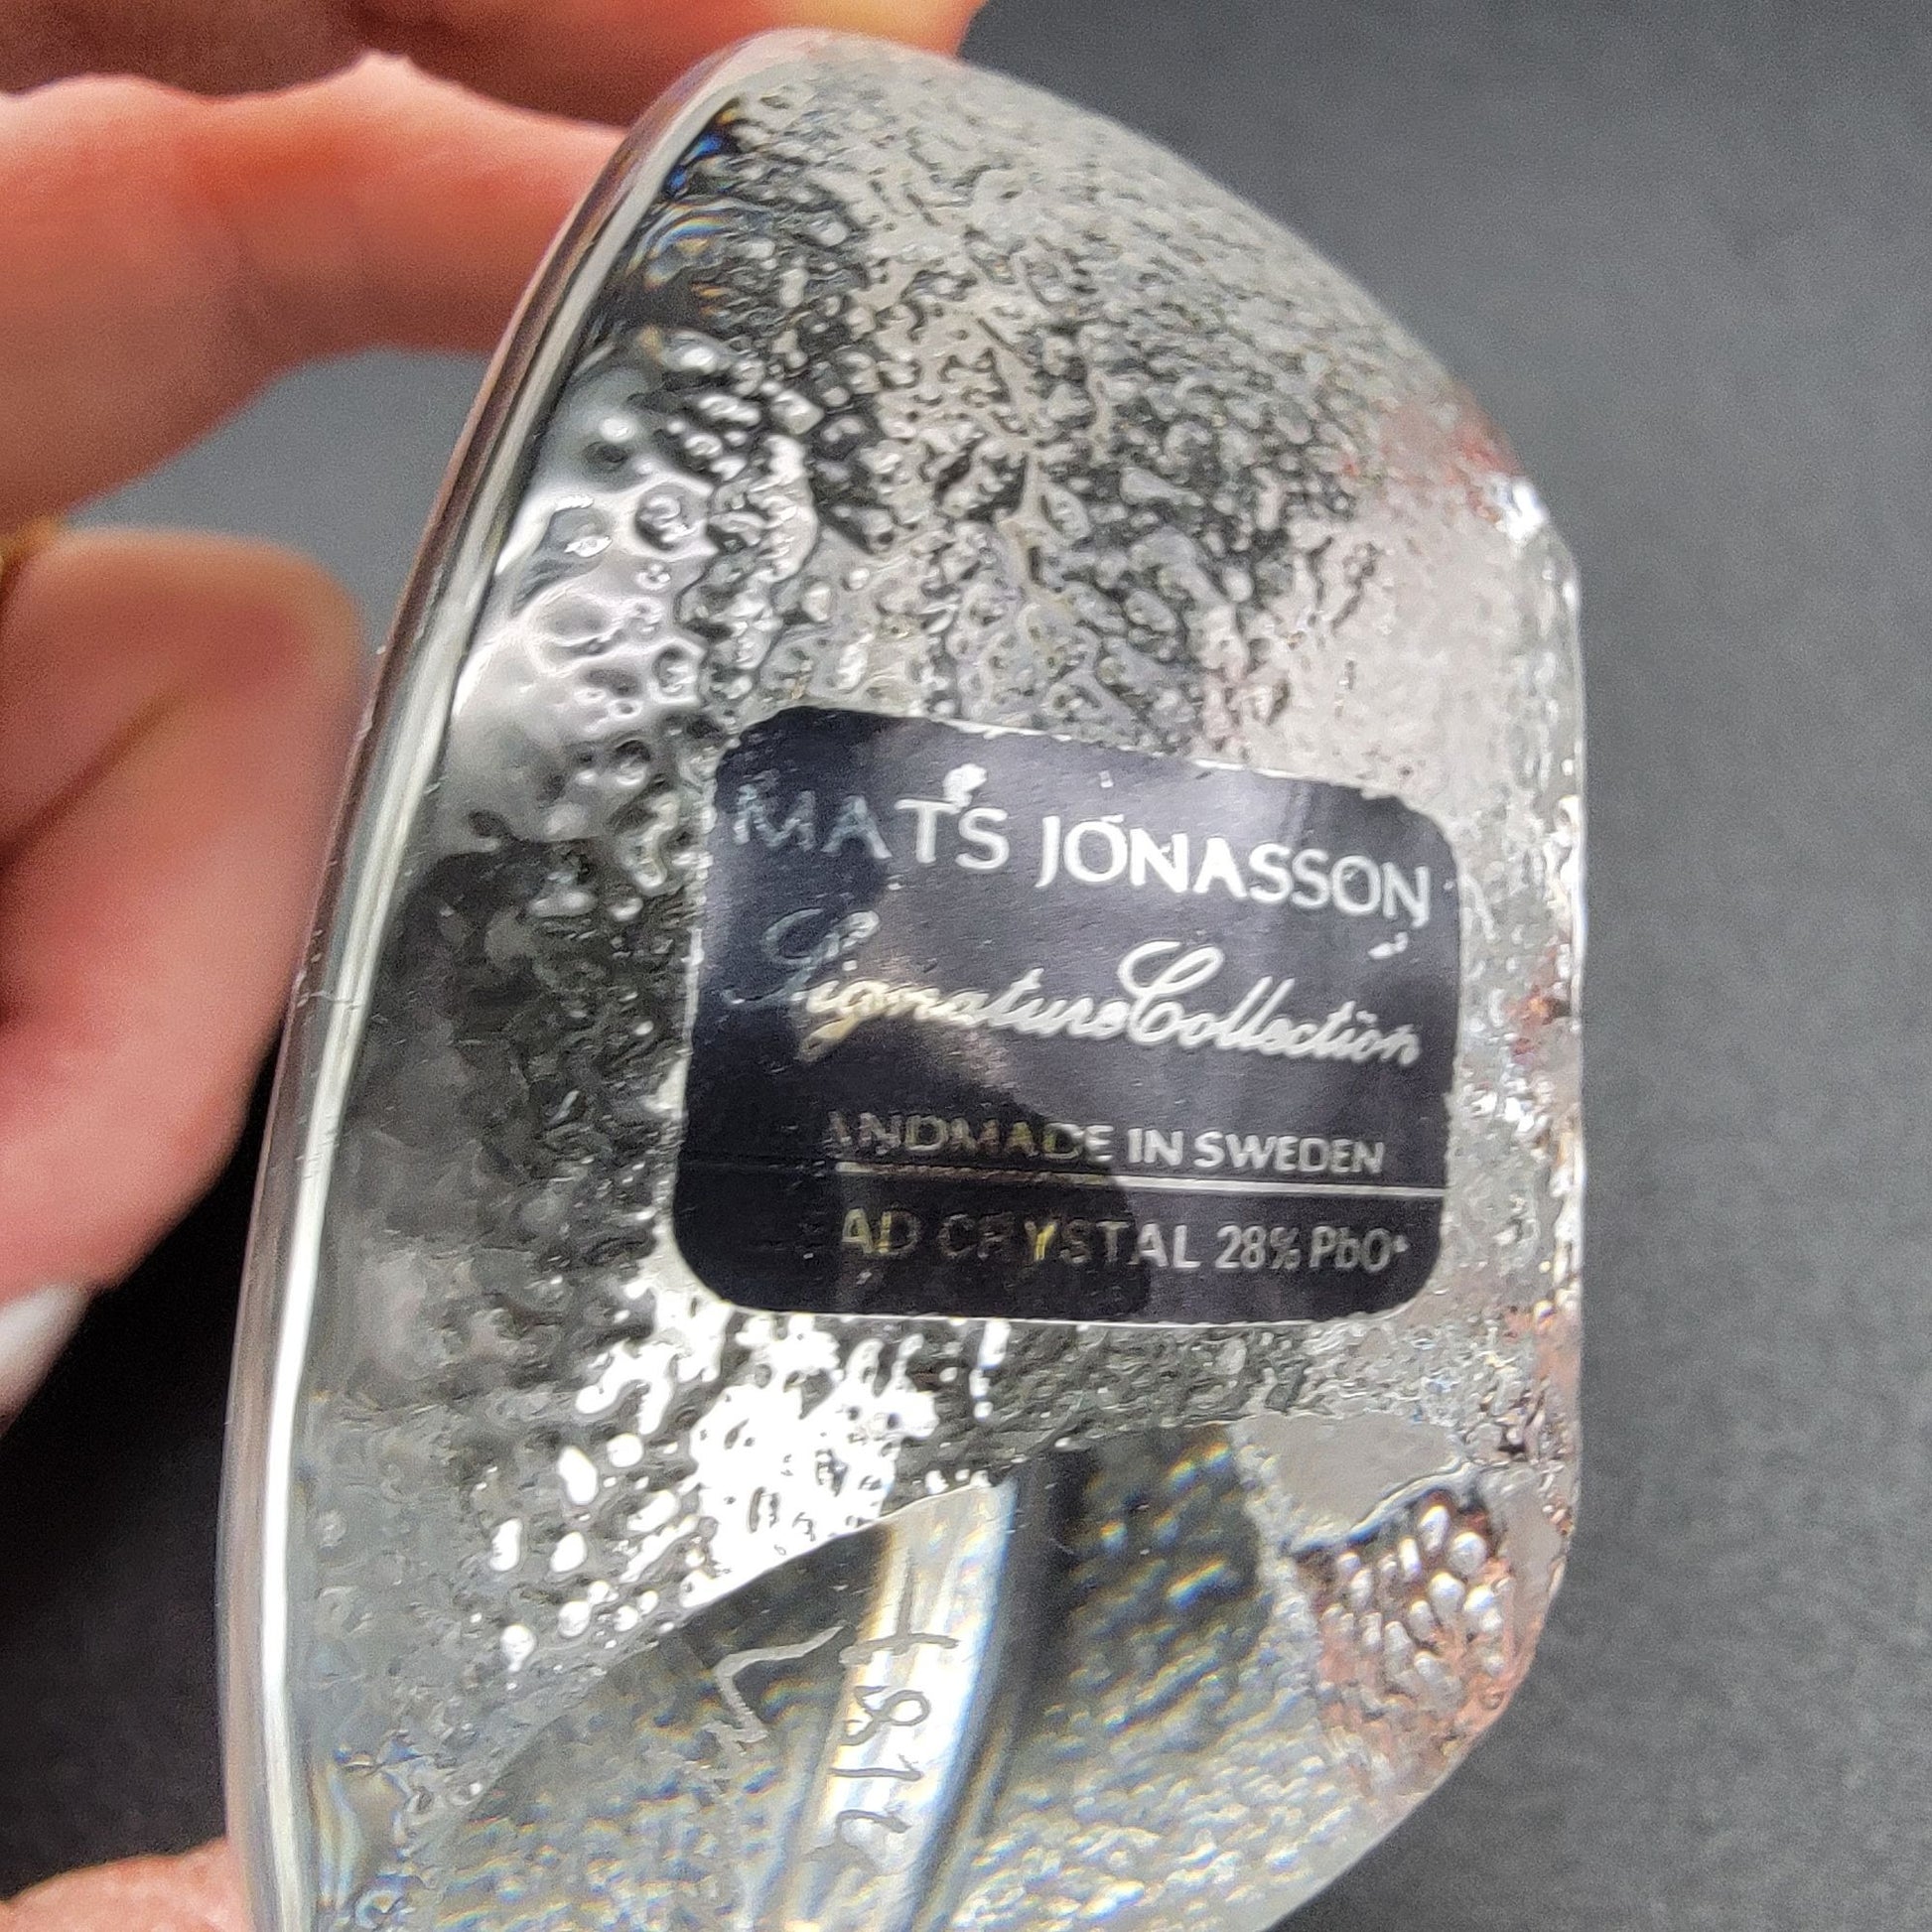 MATS JONASSON
Signature Collection
ANDMADE IN SWEDEN
AD CRYSTAL 28% PbO